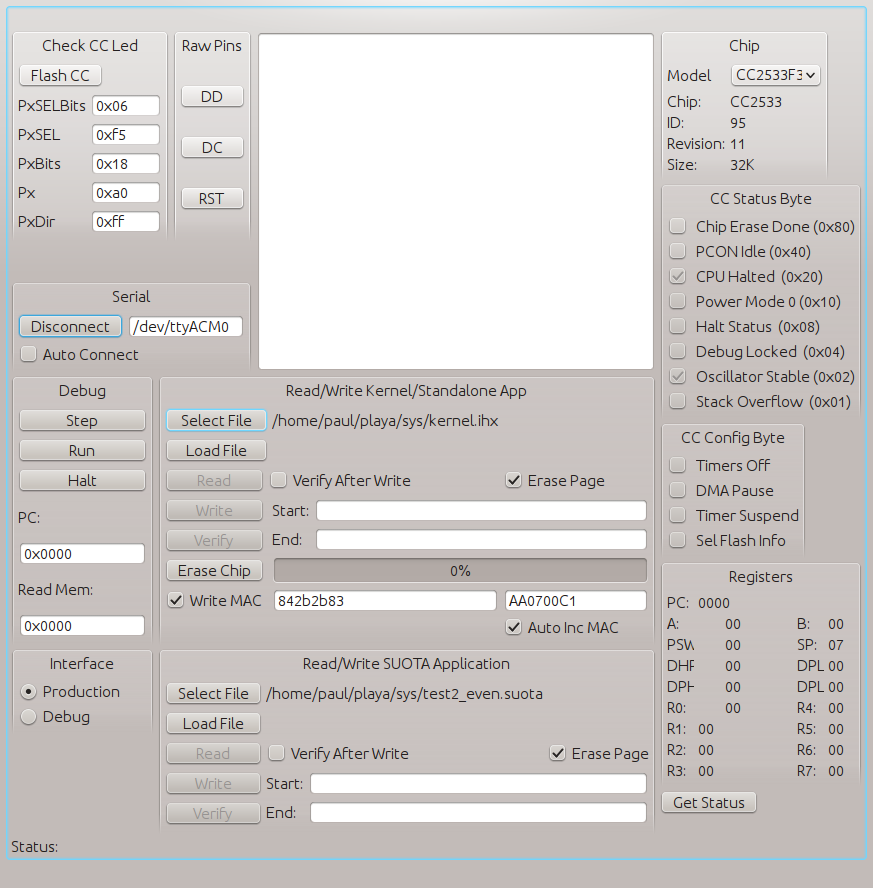 Check CC Led
Flash CC
PxSELBits 0x06
PxSEL 0xf5
PxBits 0x18
Px 0xa0
PxDir 0xff
Raw Pins
DD
DC
RST
Serial
Disconnect /dev/ttyACM0
Auto Connect
Chip
Model CC2533F3
Chip: CC2533
ID: 95
Revision: 11
Size: 32K
CC Status Byte
Chip Erase Done (0x80)
PCON Idle (0x40)
CPU Halted (0x20)
Power Mode 0 (0x10)
Halt Status (0x08)
Debug Locked (0x04)
Oscillator Stable (0x02)
Stack Overflow (0x01)
Debug
Step
Run
Halt
PC:
0x0000
Read Mem:
0x0000
Interface
Production
Debug
Read/Write Kernel/Standalone App
Select File /home/paul/playa/sys/kernel.ihx
Load File
Read Verify After Write Erase Page
Write Start:
Verify End:
Erase Chip 0%
Write MAC 842b2b83 AA0700C1
Auto Inc MAC
Read/Write SUOTA Application
Select File /home/paul/playa/sys/test2_even.suota
Load File
Read Verify After Write Erase Page
Write Start:
Verify End:
CC Config Byte
Timers Off
DMA Pause
Timer Suspend
Sel Flash Info
Registers
PC: 0000
A: 00 B: 00
PSW 00 SP: 07
DHP 00 DPL 00
DPH 00 DPL 00
R0: 00 R4: 00
R1: 00 R5: 00
R2: 00 R6: 00
R3: 00 R7: 00
Get Status
Status: